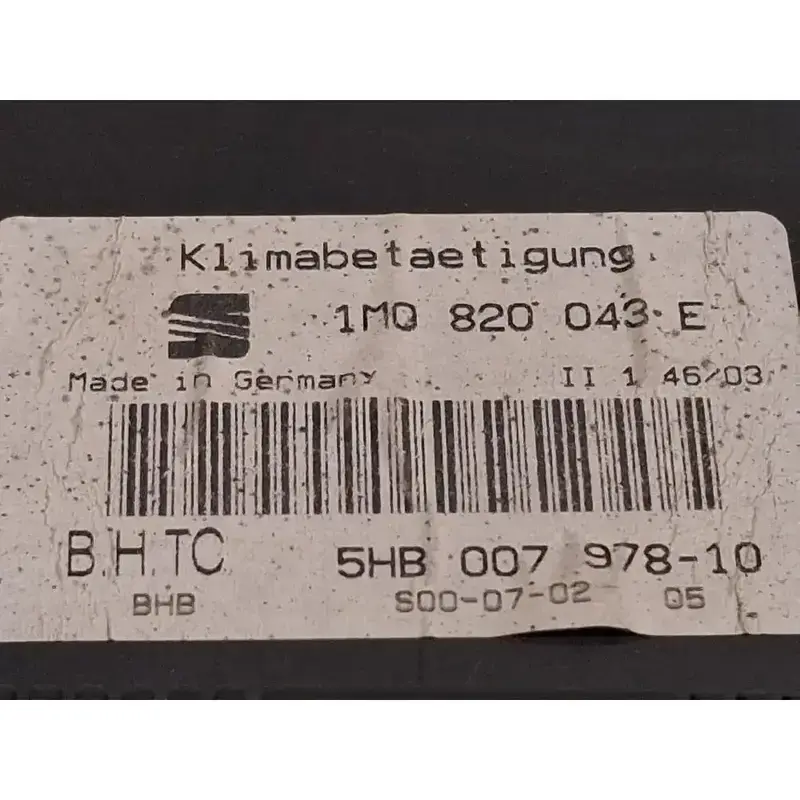 Klimabetaetigung
1M0 820 043 E
Made in Germany II 1 46/03
B.H.TC 5HB 007 978-10
BHB S00-07-02 05